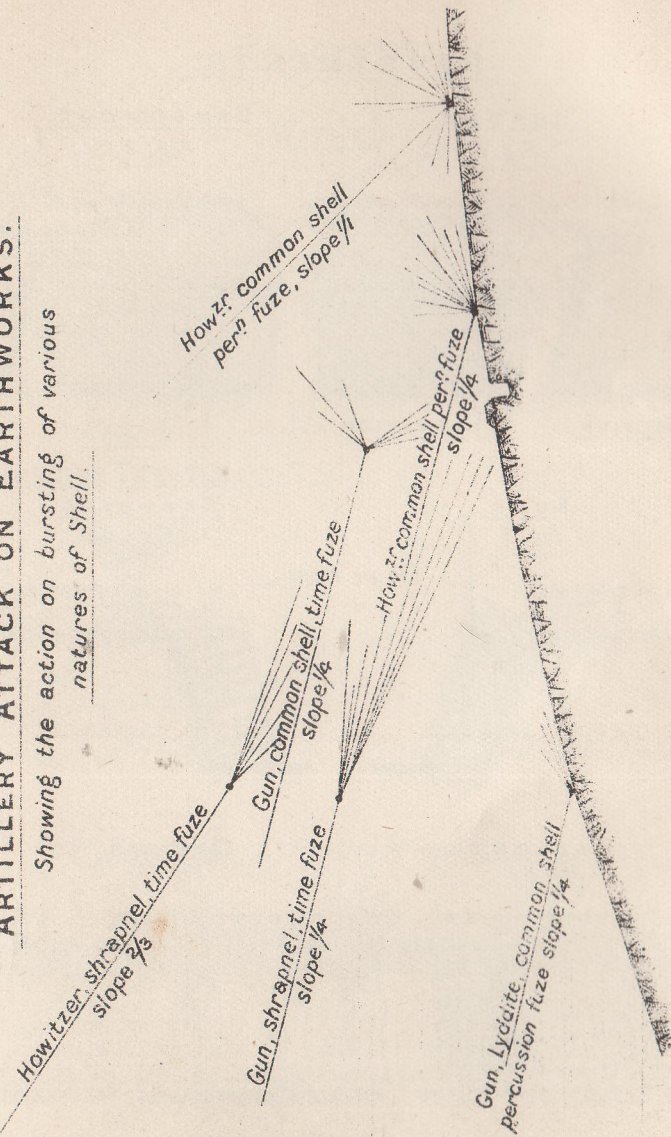 ARTILLERY ATTACK ON EARTHWORKS.
Showing the action on bursting of various
natures of Shell.
Howitzer, shrapnel, time fuze
slope 2/3
Gun, common shell, time fuze
slope 1/4
Howzr common shell
pern fuze, slope 1/1
Gun, shrapnel, time fuze
slope 1/4
Howzr common shell pern fuze
slope 1/4
Gun, Lyddite, common shell
percussion fuze slope 1/4